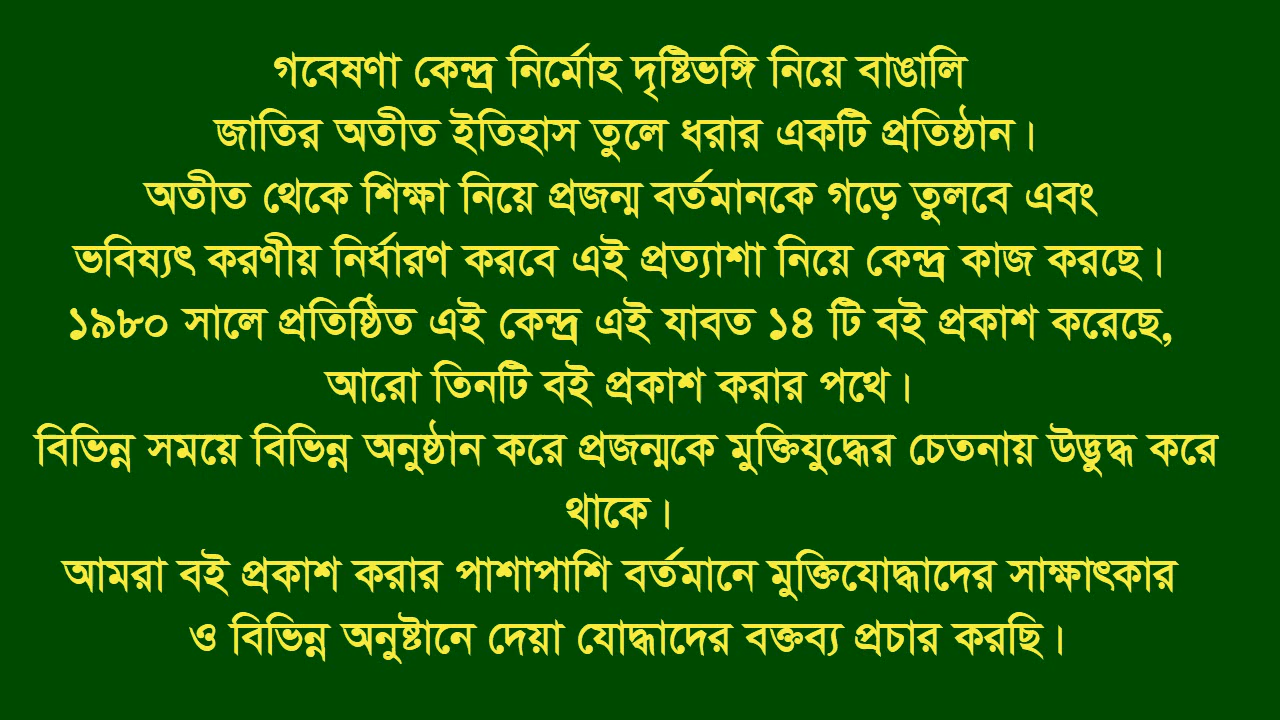 গবেষণা কেন্দ্র নির্মোহ দৃষ্টিভঙ্গি নিয়ে বাঙালি
জাতির অতীত ইতিহাস তুলে ধরার একটি প্রতিষ্ঠান।
অতীত থেকে শিক্ষা নিয়ে প্রজন্ম বর্তমানকে গড়ে তুলবে এবং
ভবিষ্যৎ করণীয় নির্ধারণ করবে এই প্রত্যাশা নিয়ে কেন্দ্র কাজ করছে।
১৯৮০ সালে প্রতিষ্ঠিত এই কেন্দ্র এই যাবত ১৪ টি বই প্রকাশ করেছে,
আরো তিনটি বই প্রকাশ করার পথে।
বিভিন্ন সময়ে বিভিন্ন অনুষ্ঠান করে প্রজন্মকে মুক্তিযুদ্ধের চেতনায় উদ্ভুদ্ধ করে
থাকে।
আমরা বই প্রকাশ করার পাশাপাশি বর্তমানে মুক্তিযোদ্ধাদের সাক্ষাৎকার
ও বিভিন্ন অনুষ্টানে দেয়া যোদ্ধাদের বক্তব্য প্রচার করছি।